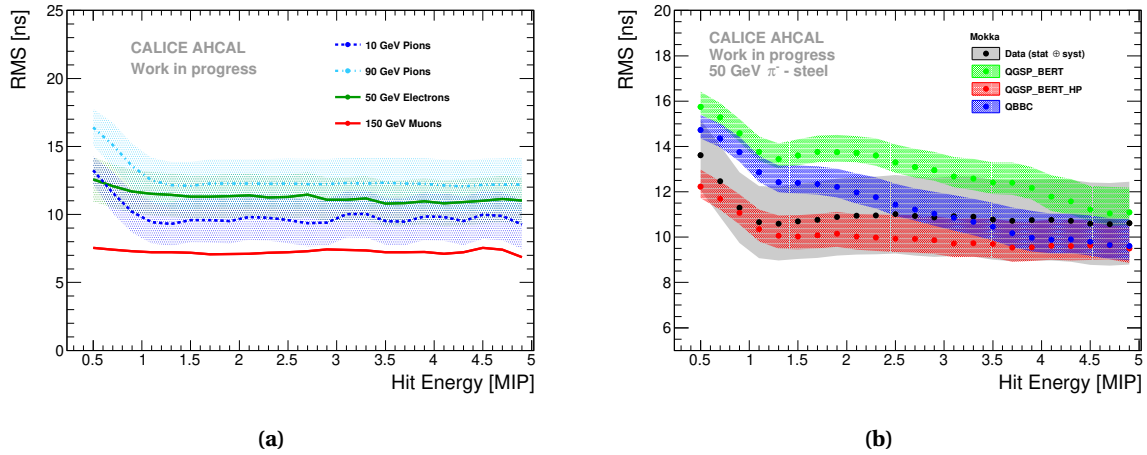 RMS [ns]
25
20
15
10
5
0
CALICE AHCAL
Work in progress
10 GeV Pions
90 GeV Pions
50 GeV Electrons
150 GeV Muons
0.5 1 1.5 2 2.5 3 3.5 4 4.5 5
Hit Energy [MIP]
(a)
RMS [ns]
20
18
16
14
12
10
8
6
CALICE AHCAL
Work in progress
50 GeV π⁻ - steel
Mokka
Data (stat ⊕ syst)
QGSP_BERT
QGSP_BERT_HP
QBBC
0.5 1 1.5 2 2.5 3 3.5 4 4.5 5
Hit Energy [MIP]
(b)